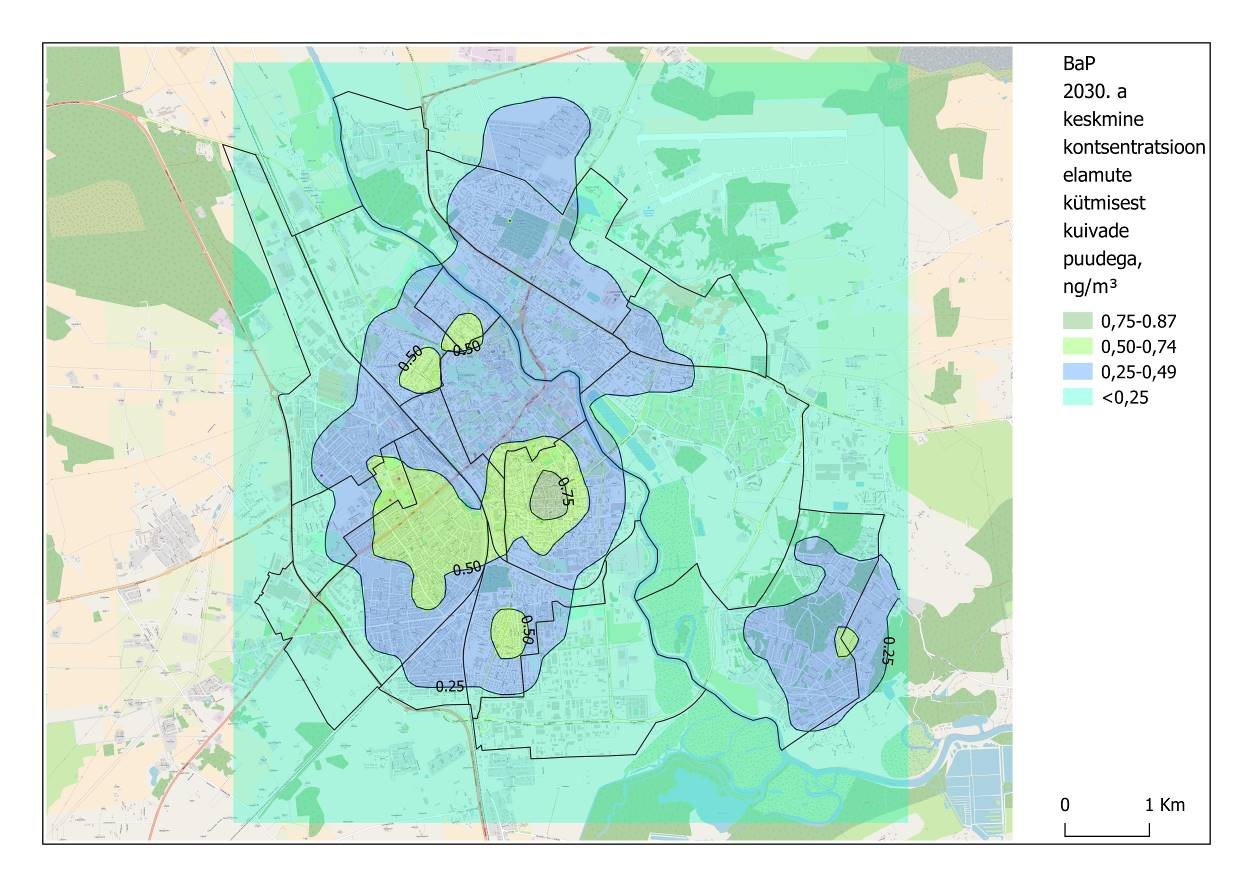 BaP
2030. a
keskmine
kontsentratsioon
elamute
kütmisest
kuivade
puudega,
ng/m³
0,75-0.87
0,50-0,74
0,25-0,49
<0,25
0.50
0.50
0.75
0.50
0.50
0.25
0.25
0
1 Km